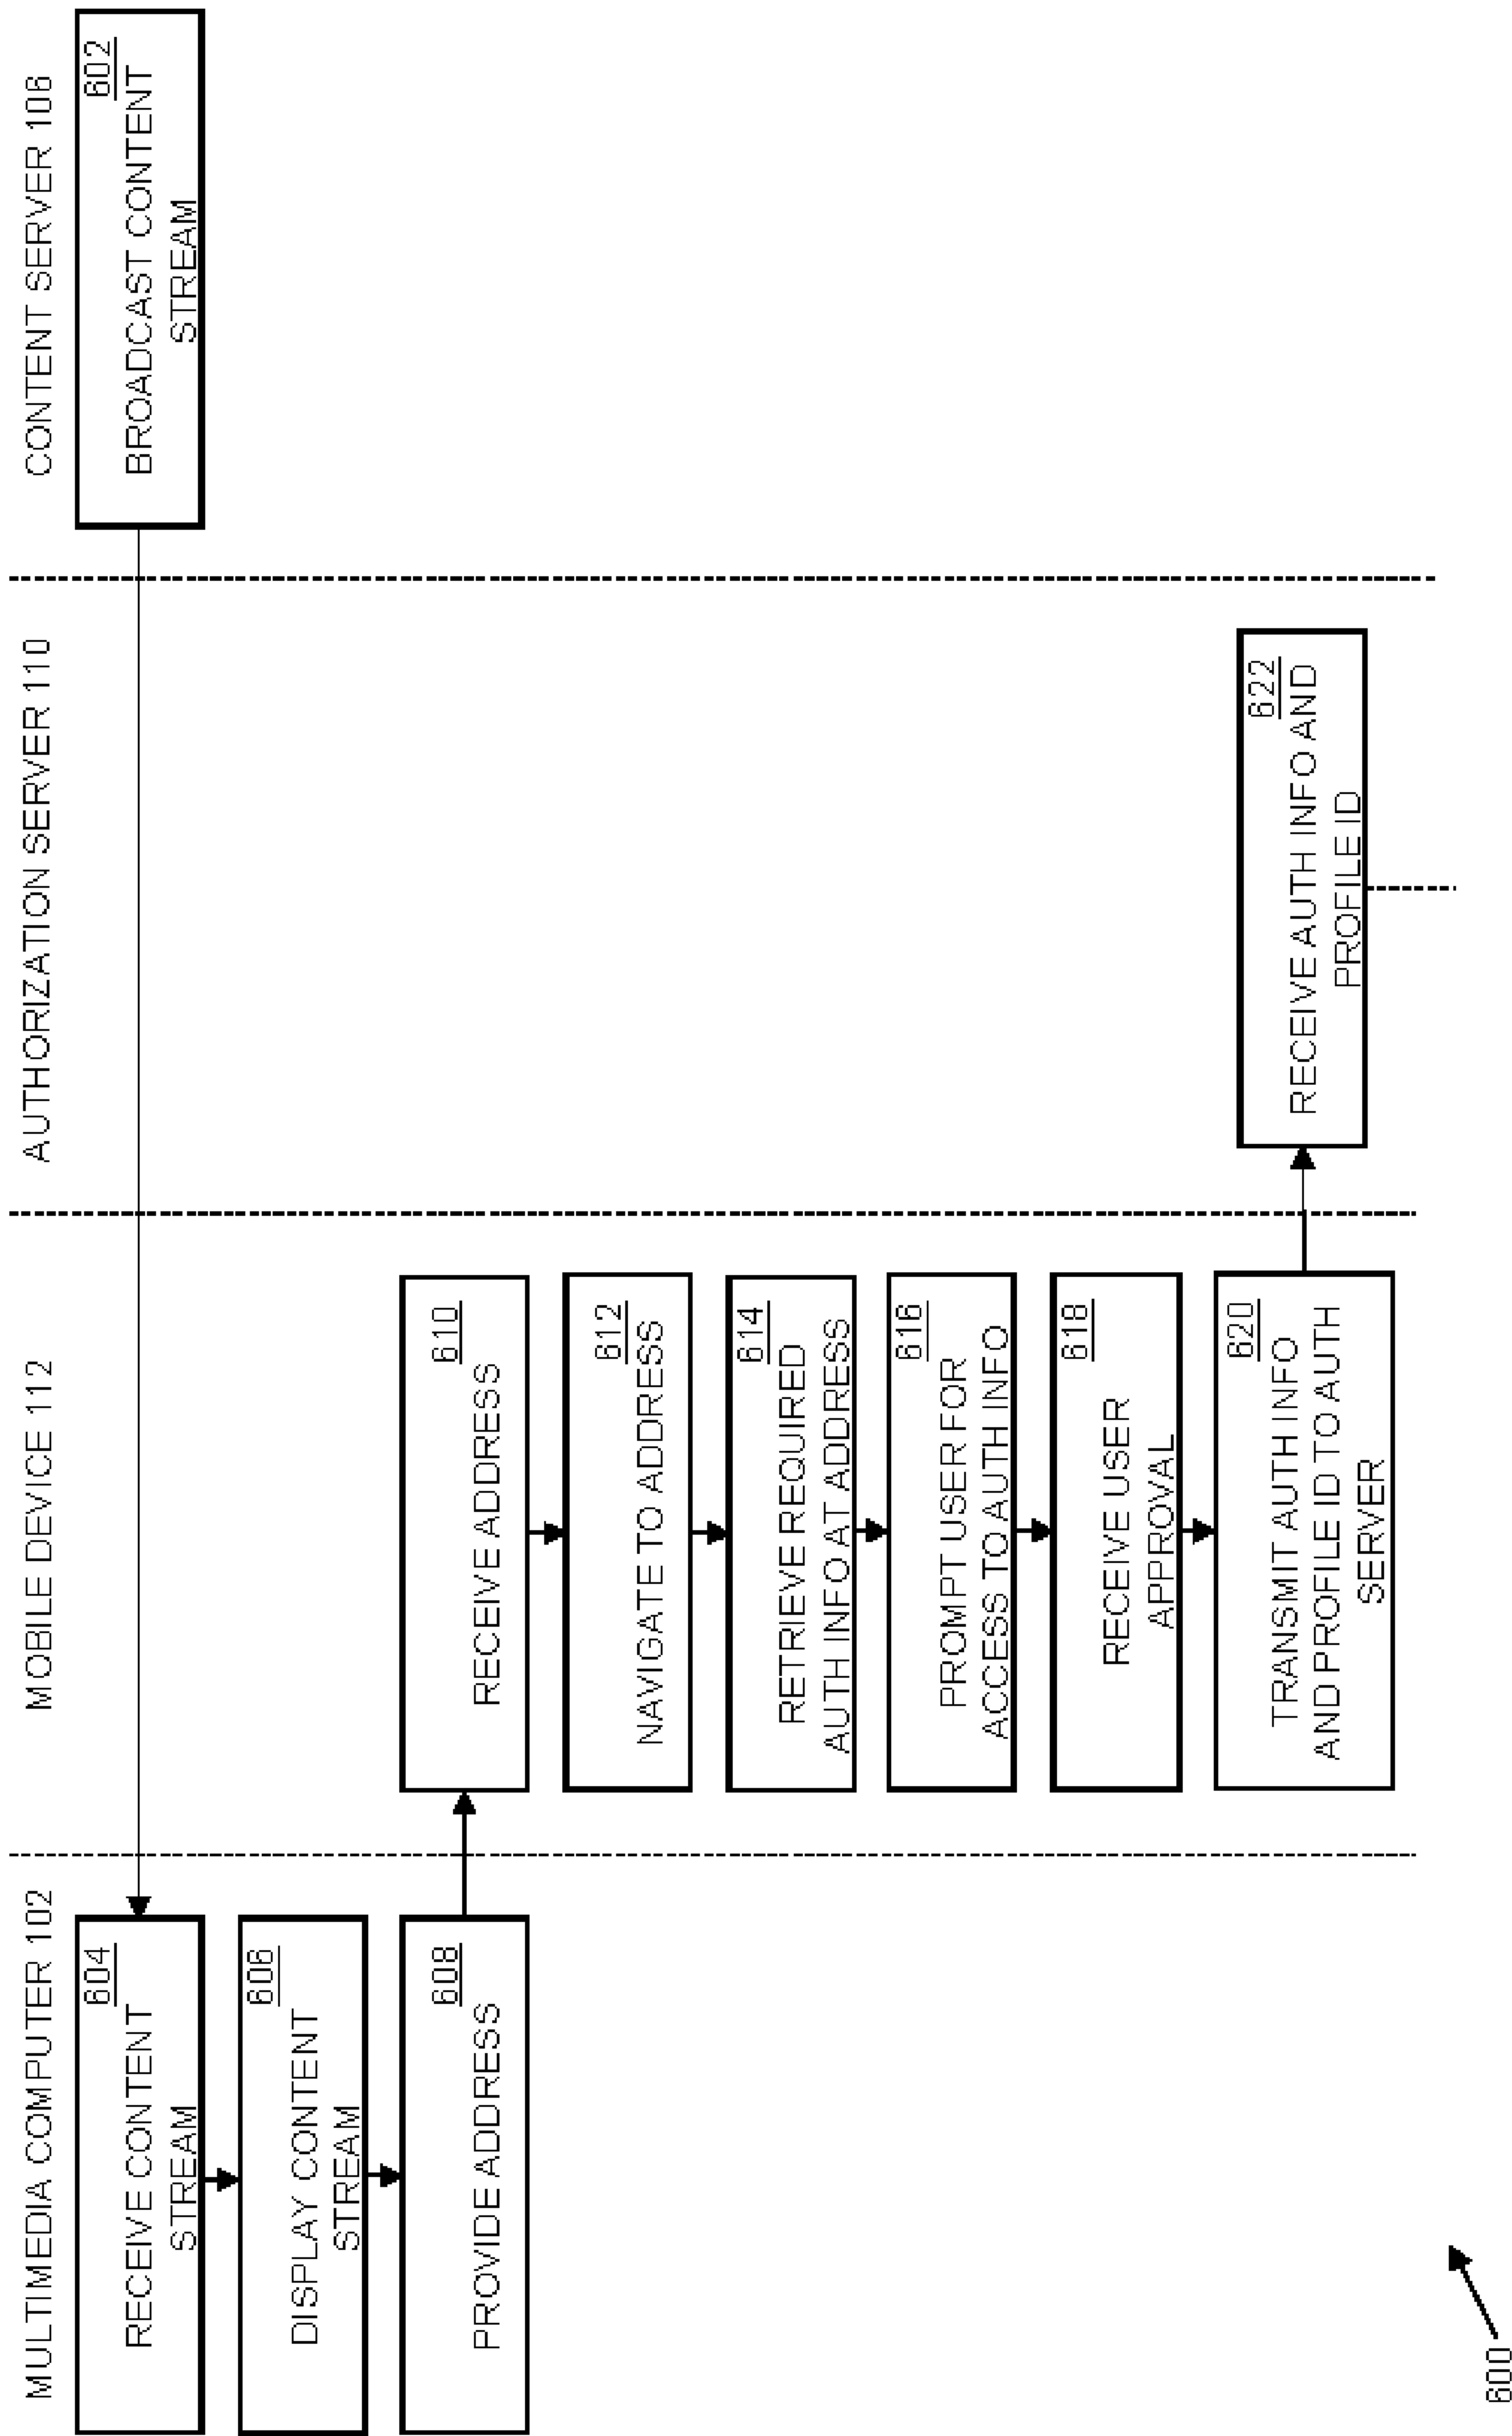 MULTIMEDIA COMPUTER 102
MOBILE DEVICE 112
AUTHORIZATION SERVER 110
CONTENT SERVER 106
602
BROADCAST CONTENT
STREAM
604
RECEIVE CONTENT
STREAM
606
DISPLAY CONTENT
STREAM
608
PROVIDE ADDRESS
610
RECEIVE ADDRESS
612
NAVIGATE TO ADDRESS
614
RETRIEVE REQUIRED
AUTH INFO AT ADDRESS
616
PROMPT USER FOR
ACCESS TO AUTH INFO
618
RECEIVE USER
APPROVAL
620
TRANSMIT AUTH INFO
AND PROFILE ID TO AUTH
SERVER
622
RECEIVE AUTH INFO AND
PROFILE ID
600